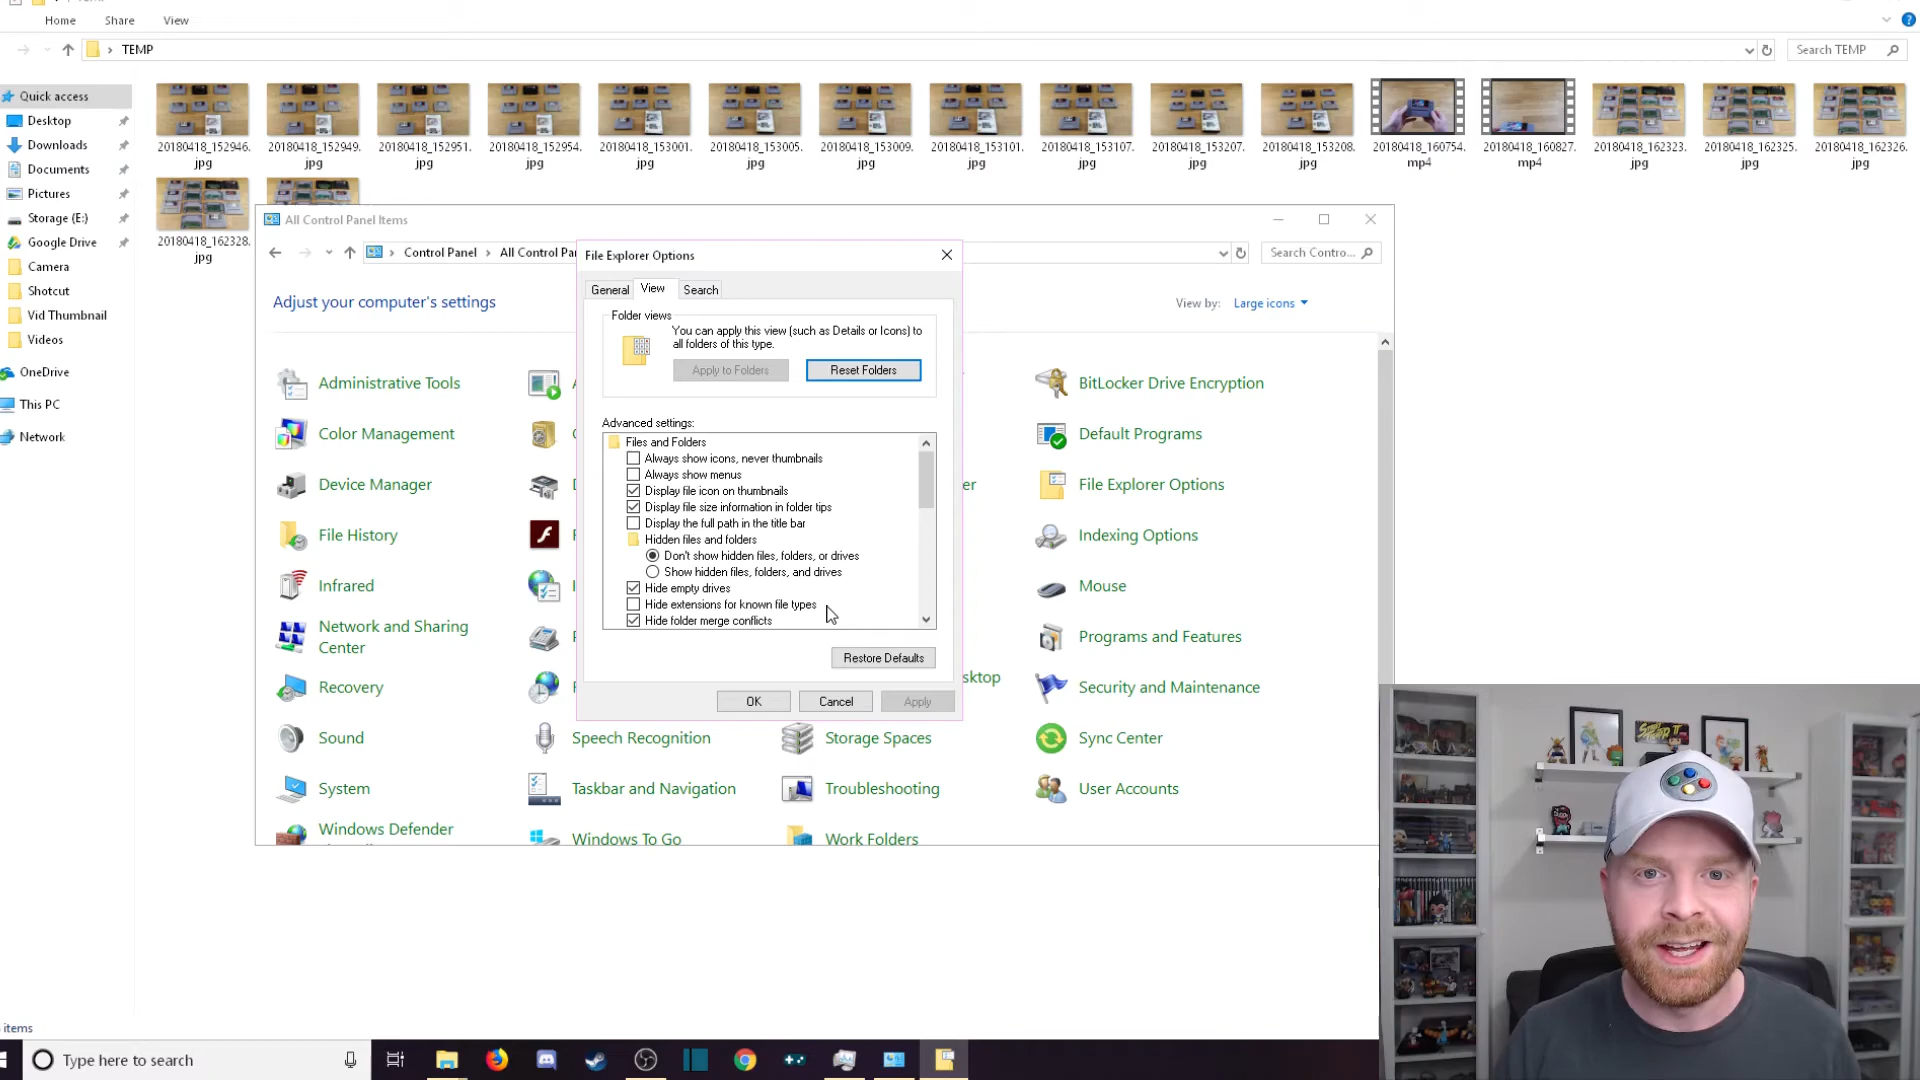 Home
Share
View
TEMP
Search TEMP
Quick access
Desktop
Downloads
Documents
Pictures
Storage (E:)
Google Drive
Camera
Shotcut
Vid Thumbnail
Videos
OneDrive
This PC
Network
20180418_152946.
jpg
20180418_152949.
jpg
20180418_152951.
jpg
20180418_152954.
jpg
20180418_153001.
jpg
20180418_153005.
jpg
20180418_153009.
jpg
20180418_153101.
jpg
20180418_153107.
jpg
20180418_153207.
jpg
20180418_153208.
jpg
20180418_160754.
mp4
20180418_160827.
mp4
20180418_162323.
jpg
20180418_162325.
jpg
20180418_162326.
jpg
20180418_162328.
jpg
All Control Panel Items
Control Panel
All Control Pa
Search Contro...
Adjust your computer's settings
View by:
Large icons
Administrative Tools
BitLocker Drive Encryption
Color Management
Default Programs
Device Manager
File Explorer Options
File History
Indexing Options
Infrared
Mouse
Network and Sharing
Center
Programs and Features
Recovery
Security and Maintenance
Sound
Speech Recognition
Storage Spaces
Sync Center
System
Taskbar and Navigation
Troubleshooting
User Accounts
Windows Defender
Windows To Go
Work Folders
File Explorer Options
General
View
Search
Folder views
You can apply this view (such as Details or Icons) to
all folders of this type.
Apply to Folders
Reset Folders
Advanced settings:
Files and Folders
Always show icons, never thumbnails
Always show menus
Display file icon on thumbnails
Display file size information in folder tips
Display the full path in the title bar
Hidden files and folders
Don't show hidden files, folders, or drives
Show hidden files, folders, and drives
Hide empty drives
Hide extensions for known file types
Hide folder merge conflicts
Restore Defaults
OK
Cancel
Apply
items
Type here to search